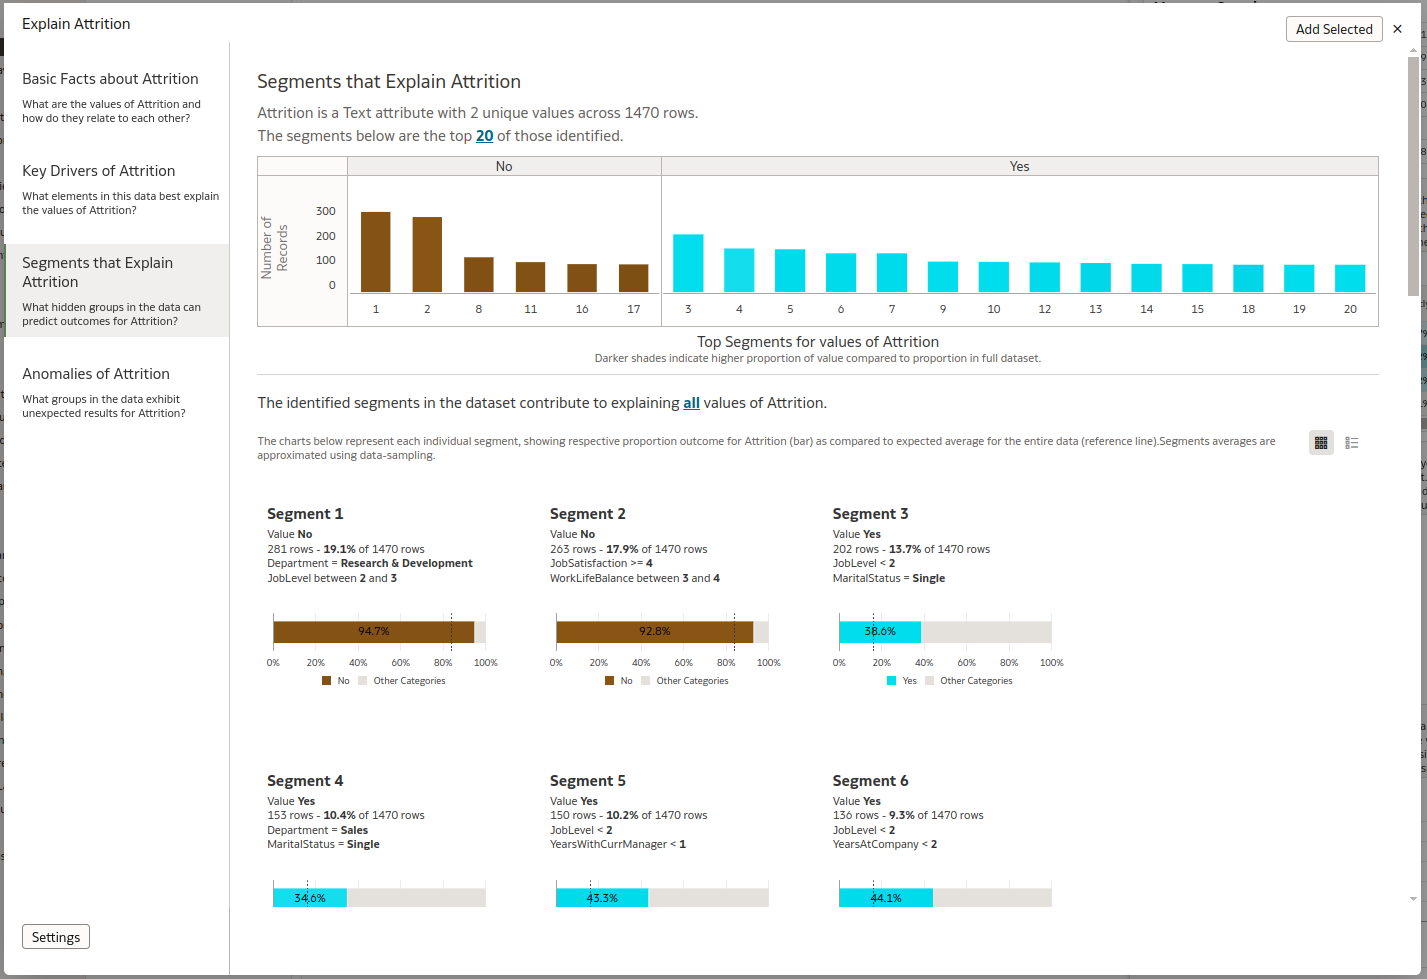 Explain Attrition
Add Selected
Basic Facts about Attrition
What are the values of Attrition and
how do they relate to each other?
Key Drivers of Attrition
What elements in this data best explain
the values of Attrition?
Segments that Explain
Attrition
What hidden groups in the data can
predict outcomes for Attrition?
Anomalies of Attrition
What groups in the data exhibit
unexpected results for Attrition?
Settings
Segments that Explain Attrition
Attrition is a Text attribute with 2 unique values across 1470 rows.
The segments below are the top 20 of those identified.
No Yes
Number of
Records
300
200
100
0
1 2 8 11 16 17 3 4 5 6 7 9 10 12 13 14 15 18 19 20
Top Segments for values of Attrition
Darker shades indicate higher proportion of value compared to proportion in full dataset.
The identified segments in the dataset contribute to explaining all values of Attrition.
The charts below represent each individual segment, showing respective proportion outcome for Attrition (bar) as compared to expected average for the entire data (reference line).Segments averages are
approximated using data-sampling.
Segment 1
Value No
281 rows - 19.1% of 1470 rows
Department = Research & Development
JobLevel between 2 and 3
94.7%
0% 20% 40% 60% 80% 100%
No Other Categories
Segment 2
Value No
263 rows - 17.9% of 1470 rows
JobSatisfaction >= 4
WorkLifeBalance between 3 and 4
92.8%
0% 20% 40% 60% 80% 100%
No Other Categories
Segment 3
Value Yes
202 rows - 13.7% of 1470 rows
JobLevel < 2
MaritalStatus = Single
38.6%
0% 20% 40% 60% 80% 100%
Yes Other Categories
Segment 4
Value Yes
153 rows - 10.4% of 1470 rows
Department = Sales
MaritalStatus = Single
34.6%
Segment 5
Value Yes
150 rows - 10.2% of 1470 rows
JobLevel < 2
YearsWithCurrManager < 1
43.3%
Segment 6
Value Yes
136 rows - 9.3% of 1470 rows
JobLevel < 2
YearsAtCompany < 2
44.1%